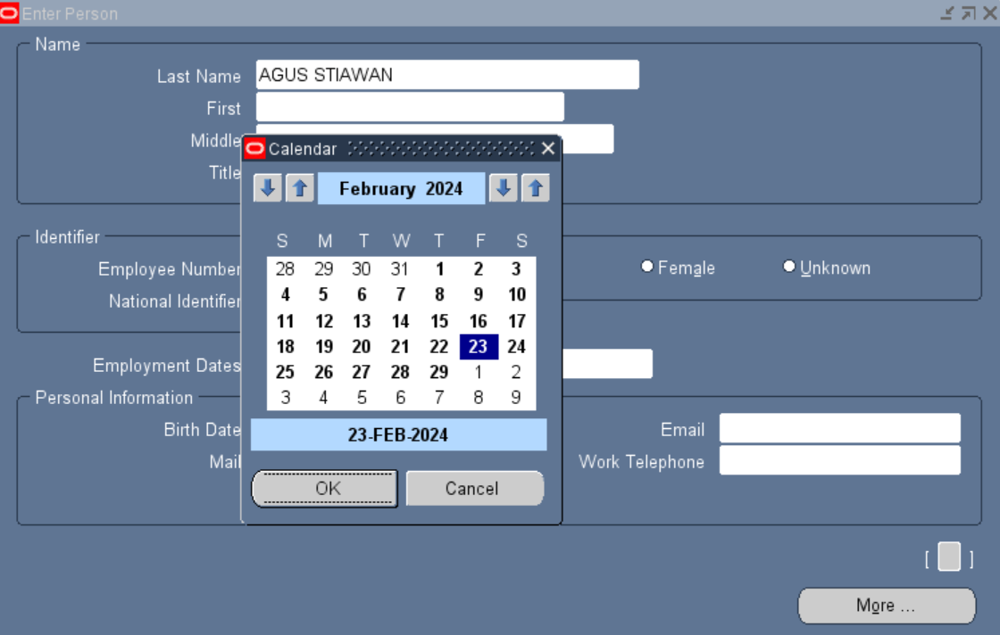 Enter Person
Name
Last Name AGUS STIAWAN
First
Middle
Title
Calendar
February 2024
S M T W T F S
28 29 30 31 1 2 3
4 5 6 7 8 9 10
11 12 13 14 15 16 17
18 19 20 21 22 23 24
25 26 27 28 29 1 2
3 4 5 6 7 8 9
23-FEB-2024
OK Cancel
Identifier
Employee Number
National Identifier
Female Unknown
Employment Dates
Personal Information
Birth Date
Mail
Email
Work Telephone
[ ]
More ...